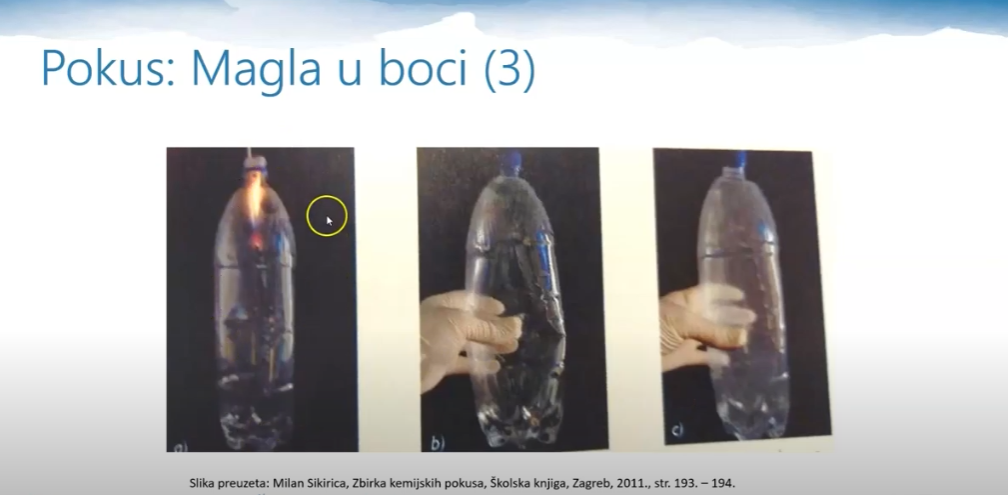 Pokus: Magla u boci (3)
a)
b)
c)
Slika preuzeta: Milan Sikirica, Zbirka kemijskih pokusa, Školska knjiga, Zagreb, 2011., str. 193. – 194.